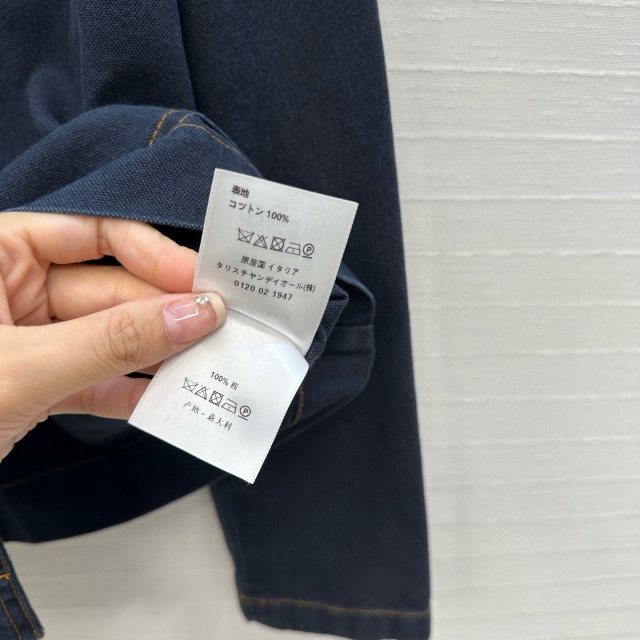 表地
コットン 100%
原産国イタリア
タリスチャンディオール(株)
0120 02 1947
100% 棉
产地 - 意大利